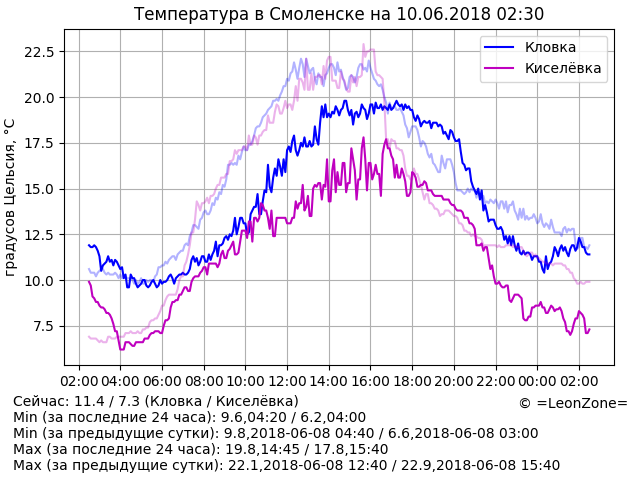 Температура в Смоленске на 10.06.2018 02:30
градусов Цельсия, °C
22.5
20.0
17.5
15.0
12.5
10.0
7.5
Кловка
Киселёвка
02:00 04:00 06:00 08:00 10:00 12:00 14:00 16:00 18:00 20:00 22:00 00:00 02:00
© =LeonZone=
Сейчас: 11.4 / 7.3 (Кловка / Киселёвка)
Min (за последние 24 часа): 9.6,04:20 / 6.2,04:00
Min (за предыдущие сутки): 9.8,2018-06-08 04:40 / 6.6,2018-06-08 03:00
Max (за последние 24 часа): 19.8,14:45 / 17.8,15:40
Max (за предыдущие сутки): 22.1,2018-06-08 12:40 / 22.9,2018-06-08 15:40